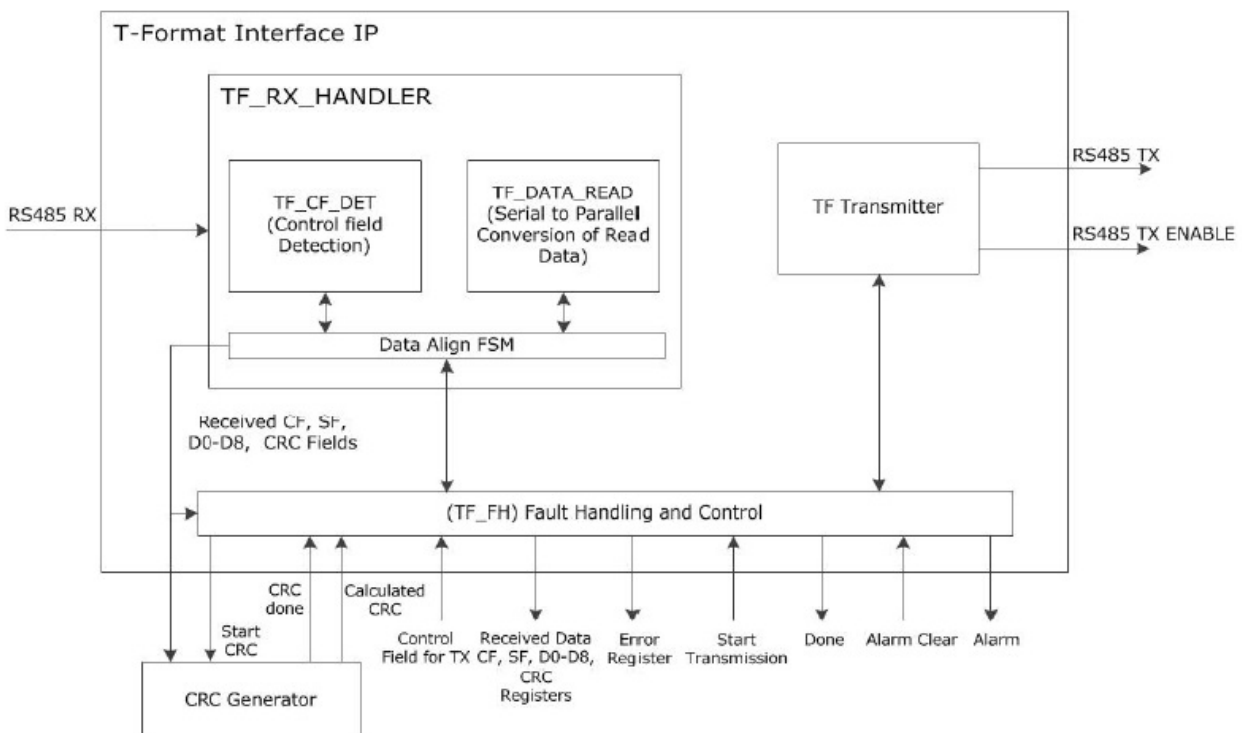 T-Format Interface IP
TF_RX_HANDLER
TF_CF_DET
(Control field
Detection)
TF_DATA_READ
(Serial to Parallel
Conversion of Read
Data)
Data Align FSM
RS485 RX
TF Transmitter
RS485 TX
RS485 TX ENABLE
Received CF, SF,
D0-D8, CRC Fields
(TF_FH) Fault Handling and Control
Start
CRC
CRC
done
Calculated
CRC
Control
Field for TX
Received Data
CF, SF, D0-D8,
CRC
Registers
Error
Register
Start
Transmission
Done
Alarm Clear
Alarm
CRC Generator